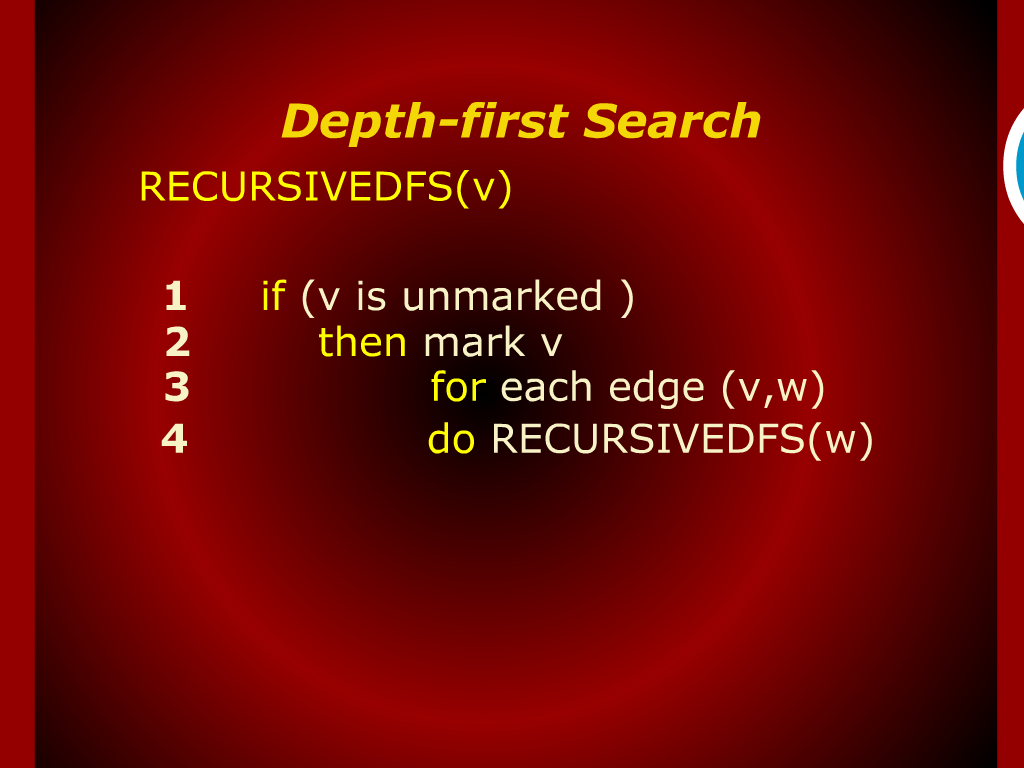 Depth-first Search
RECURSIVEDFS(v)
1 if (v is unmarked )
2 then mark v
3 for each edge (v,w)
4 do RECURSIVEDFS(w)